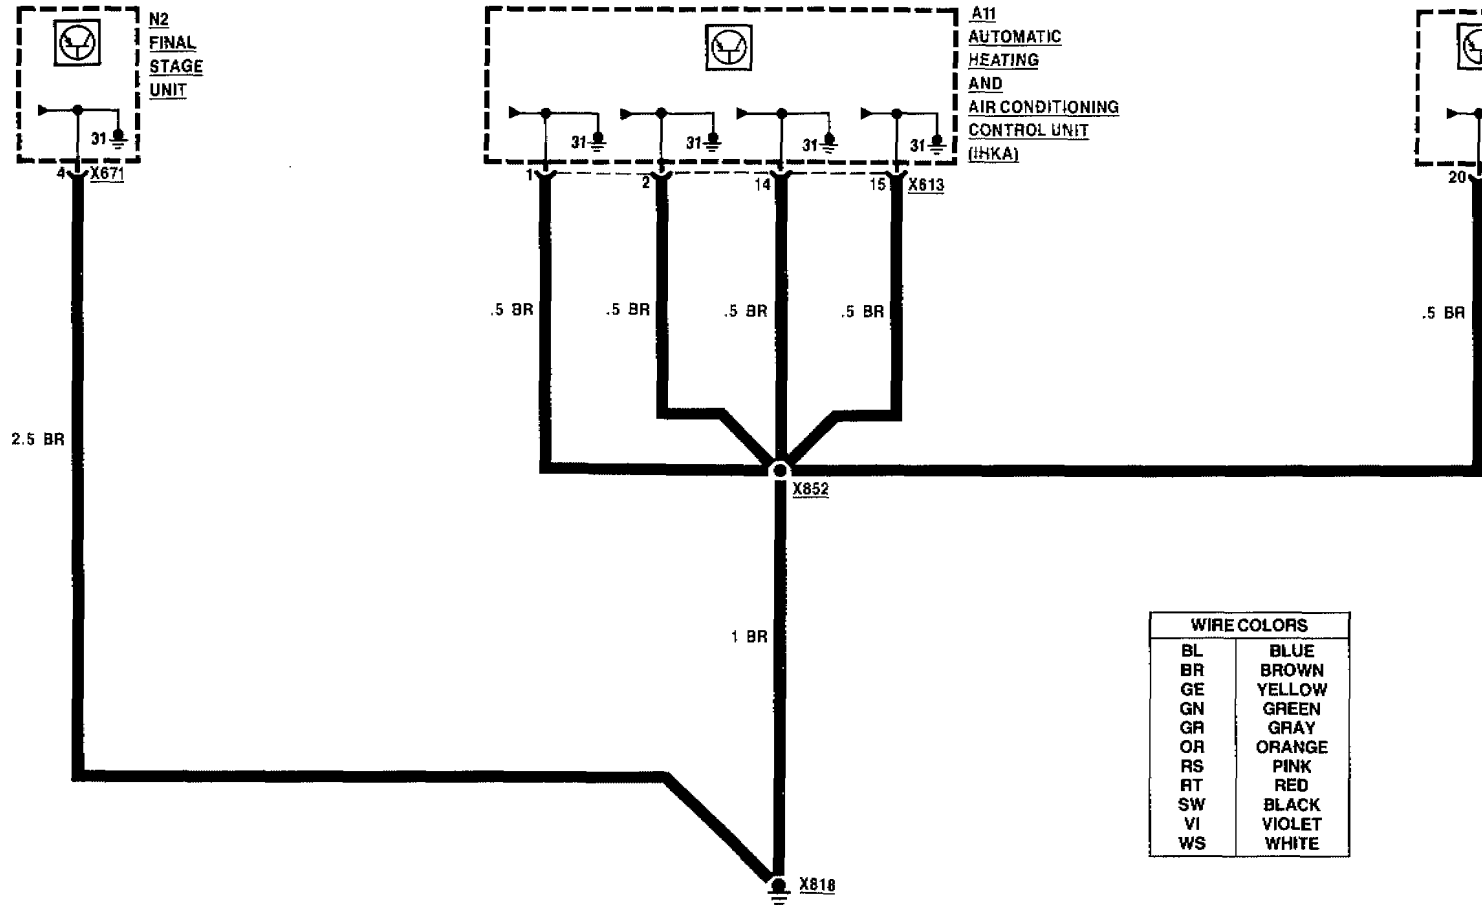 N2
FINAL
STAGE
UNIT
A11
AUTOMATIC
HEATING
AND
AIR CONDITIONING
CONTROL UNIT
(IHKA)
31
31
31
31
31
4
X671
1
2
14
15
X613
20
.5 BR
.5 BR
.5 BR
.5 BR
.5 BR
2.5 BR
X852
1 BR
WIRE COLORS
BL BLUE
BR BROWN
GE YELLOW
GN GREEN
GR GRAY
OR ORANGE
RS PINK
RT RED
SW BLACK
VI VIOLET
WS WHITE
X818